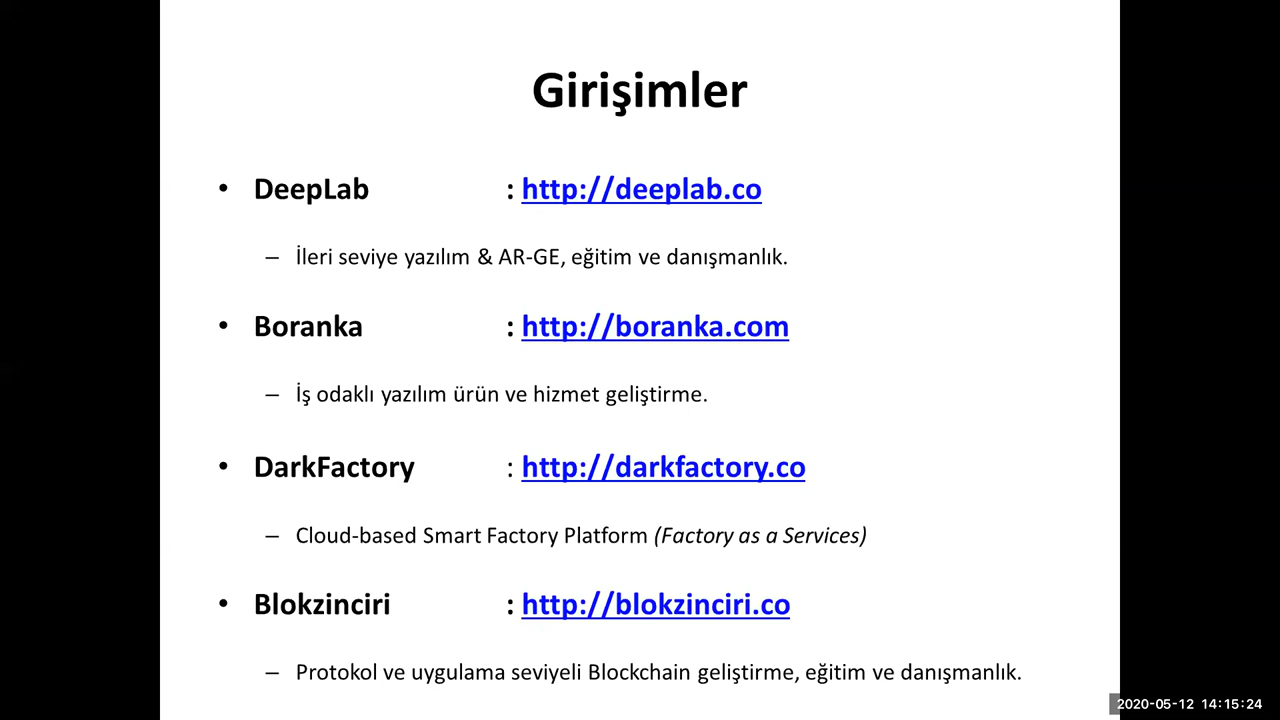 Girişimler
• DeepLab : http://deeplab.co
– İleri seviye yazılım & AR-GE, eğitim ve danışmanlık.
• Boranka : http://boranka.com
– İş odaklı yazılım ürün ve hizmet geliştirme.
• DarkFactory : http://darkfactory.co
– Cloud-based Smart Factory Platform (Factory as a Services)
• Blokzinciri : http://blokzinciri.co
– Protokol ve uygulama seviyeli Blockchain geliştirme, eğitim ve danışmanlık.
2020-05-12 14:15:24